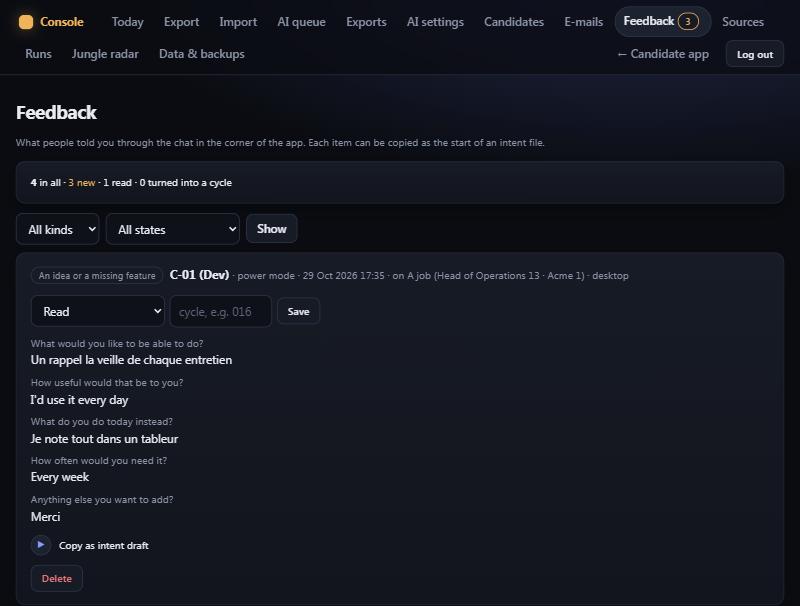 Console Today Export Import AI queue Exports AI settings Candidates E-mails Feedback 3 Sources
Runs Jungle radar Data & backups ← Candidate app Log out
Feedback
What people told you through the chat in the corner of the app. Each item can be copied as the start of an intent file.
4 in all · 3 new · 1 read · 0 turned into a cycle
All kinds All states Show
An idea or a missing feature C-01 (Dev) · power mode · 29 Oct 2026 17:35 · on A job (Head of Operations 13 · Acme 1) · desktop
Read cycle, e.g. 016 Save
What would you like to be able to do?
Un rappel la veille de chaque entretien
How useful would that be to you?
I'd use it every day
What do you do today instead?
Je note tout dans un tableur
How often would you need it?
Every week
Anything else you want to add?
Merci
Copy as intent draft
Delete